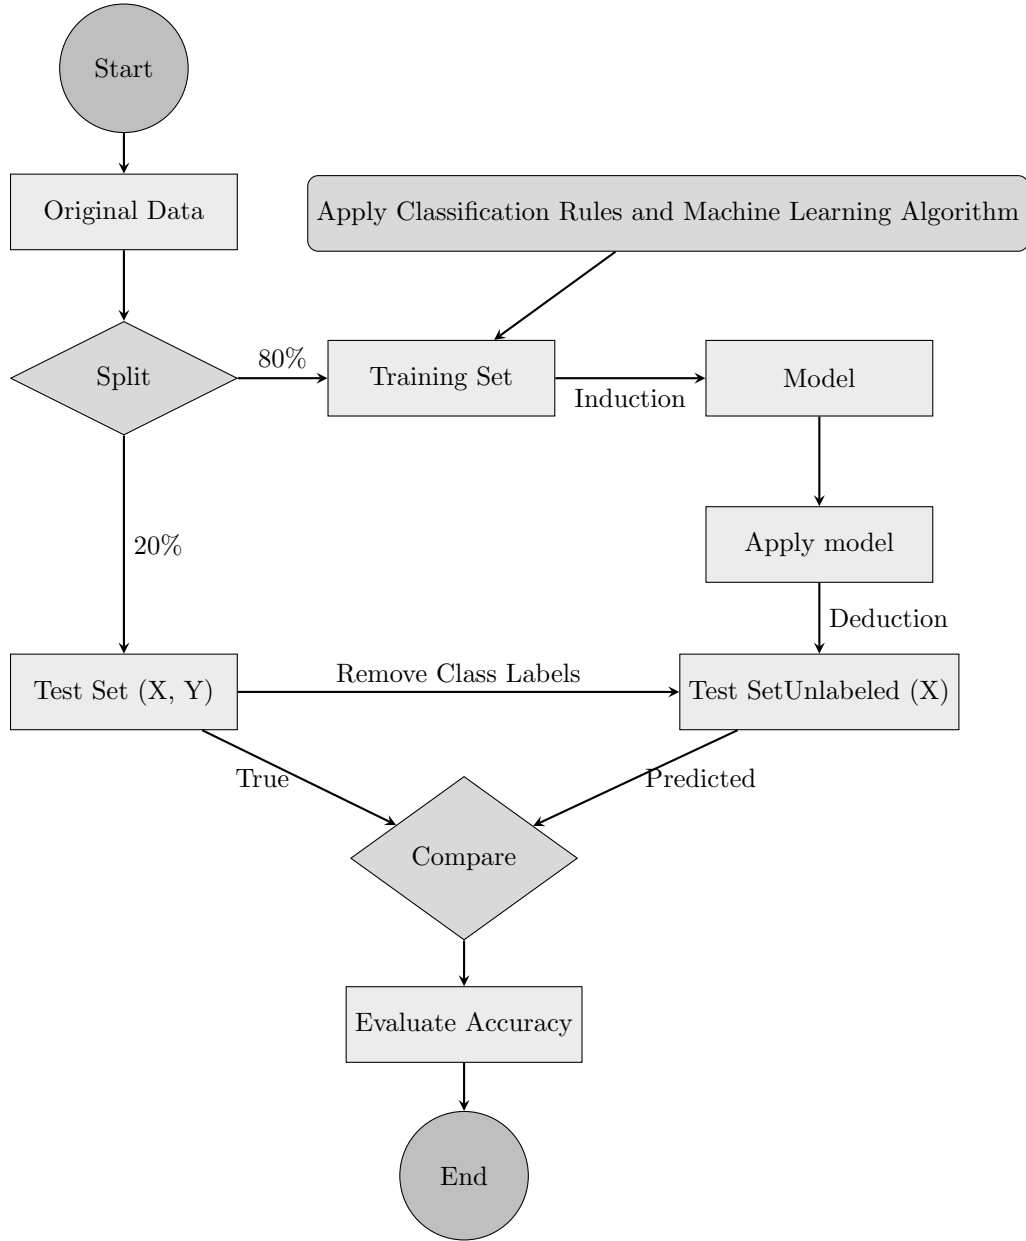 Start
Original Data
Apply Classification Rules and Machine Learning Algorithm
Split
80%
Training Set
Induction
Model
20%
Apply model
Deduction
Test Set (X, Y)
Remove Class Labels
Test SetUnlabeled (X)
True
Predicted
Compare
Evaluate Accuracy
End